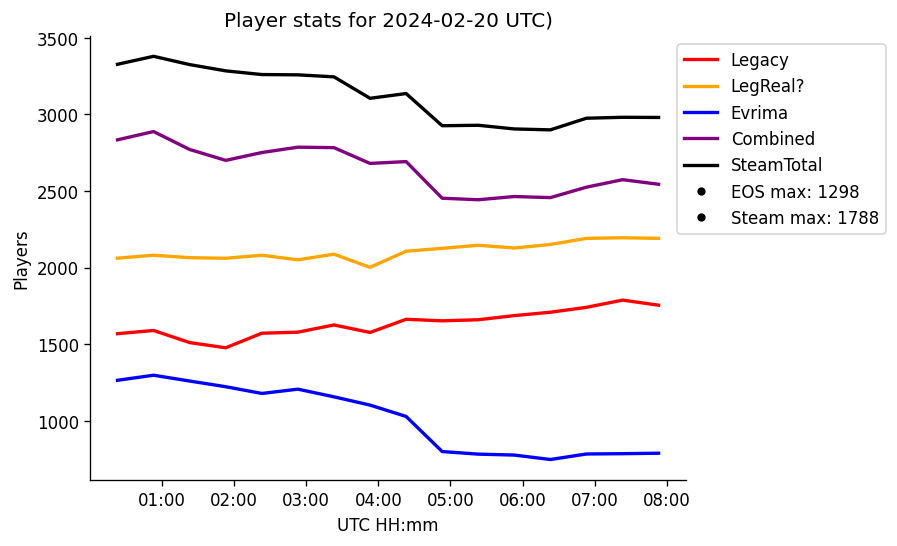 Player stats for 2024-02-20 UTC)
3500
3000
2500
2000
1500
1000
Players
01:00
02:00
03:00
04:00
05:00
06:00
07:00
08:00
UTC HH:mm
Legacy
LegReal?
Evrima
Combined
SteamTotal
EOS max: 1298
Steam max: 1788